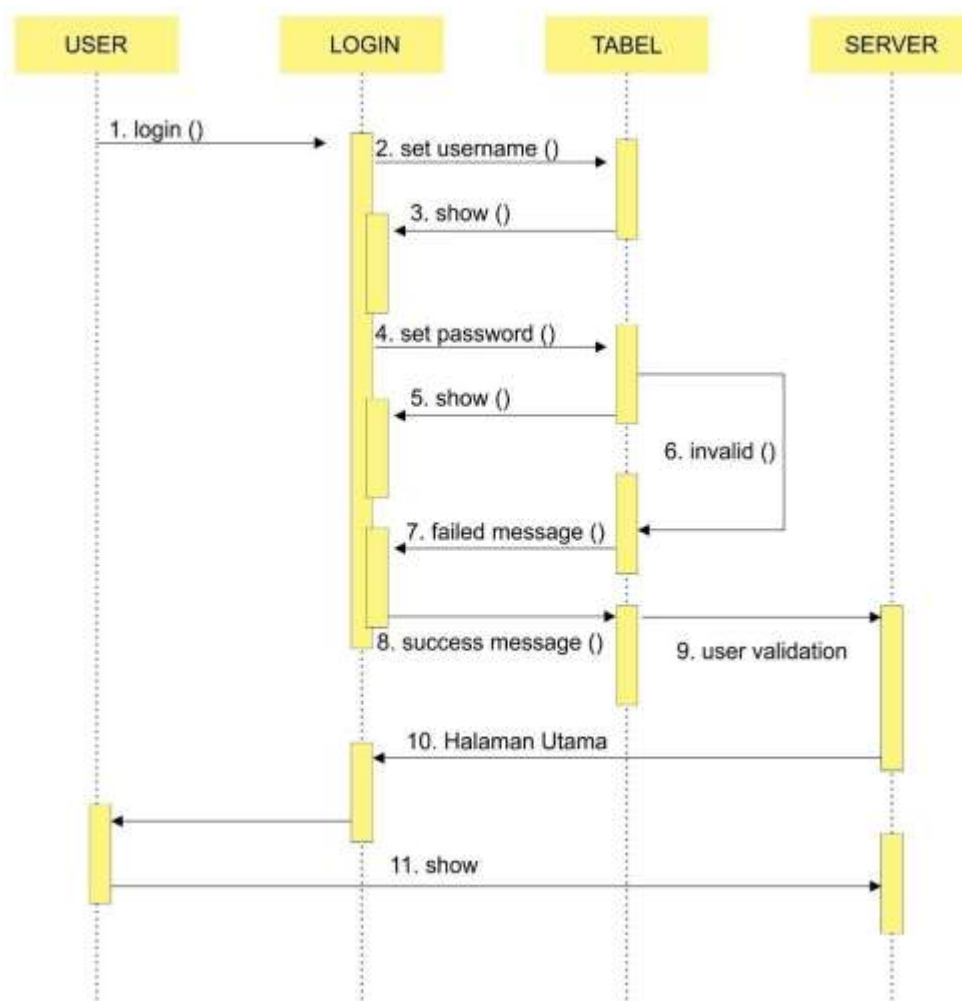 USER
LOGIN
TABEL
SERVER
1. login ()
2. set username ()
3. show ()
4. set password ()
5. show ()
6. invalid ()
7. failed message ()
8. success message ()
9. user validation
10. Halaman Utama
11. show